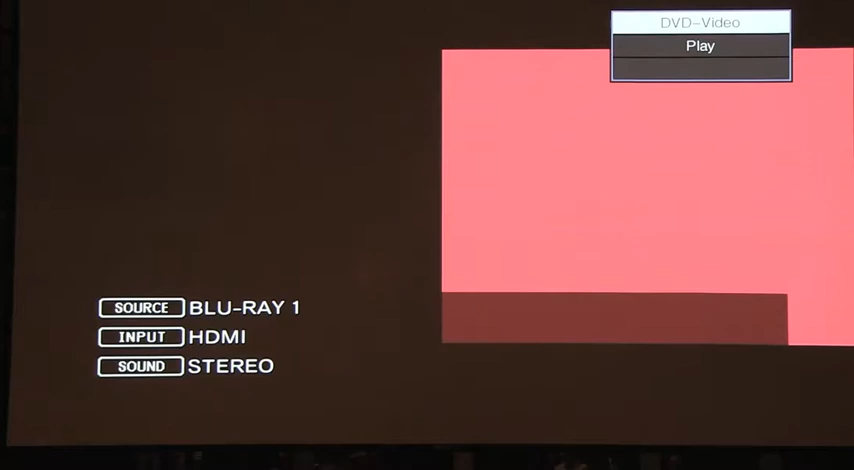 DVD-Video
Play
SOURCE BLU-RAY 1
INPUT HDMI
SOUND STEREO